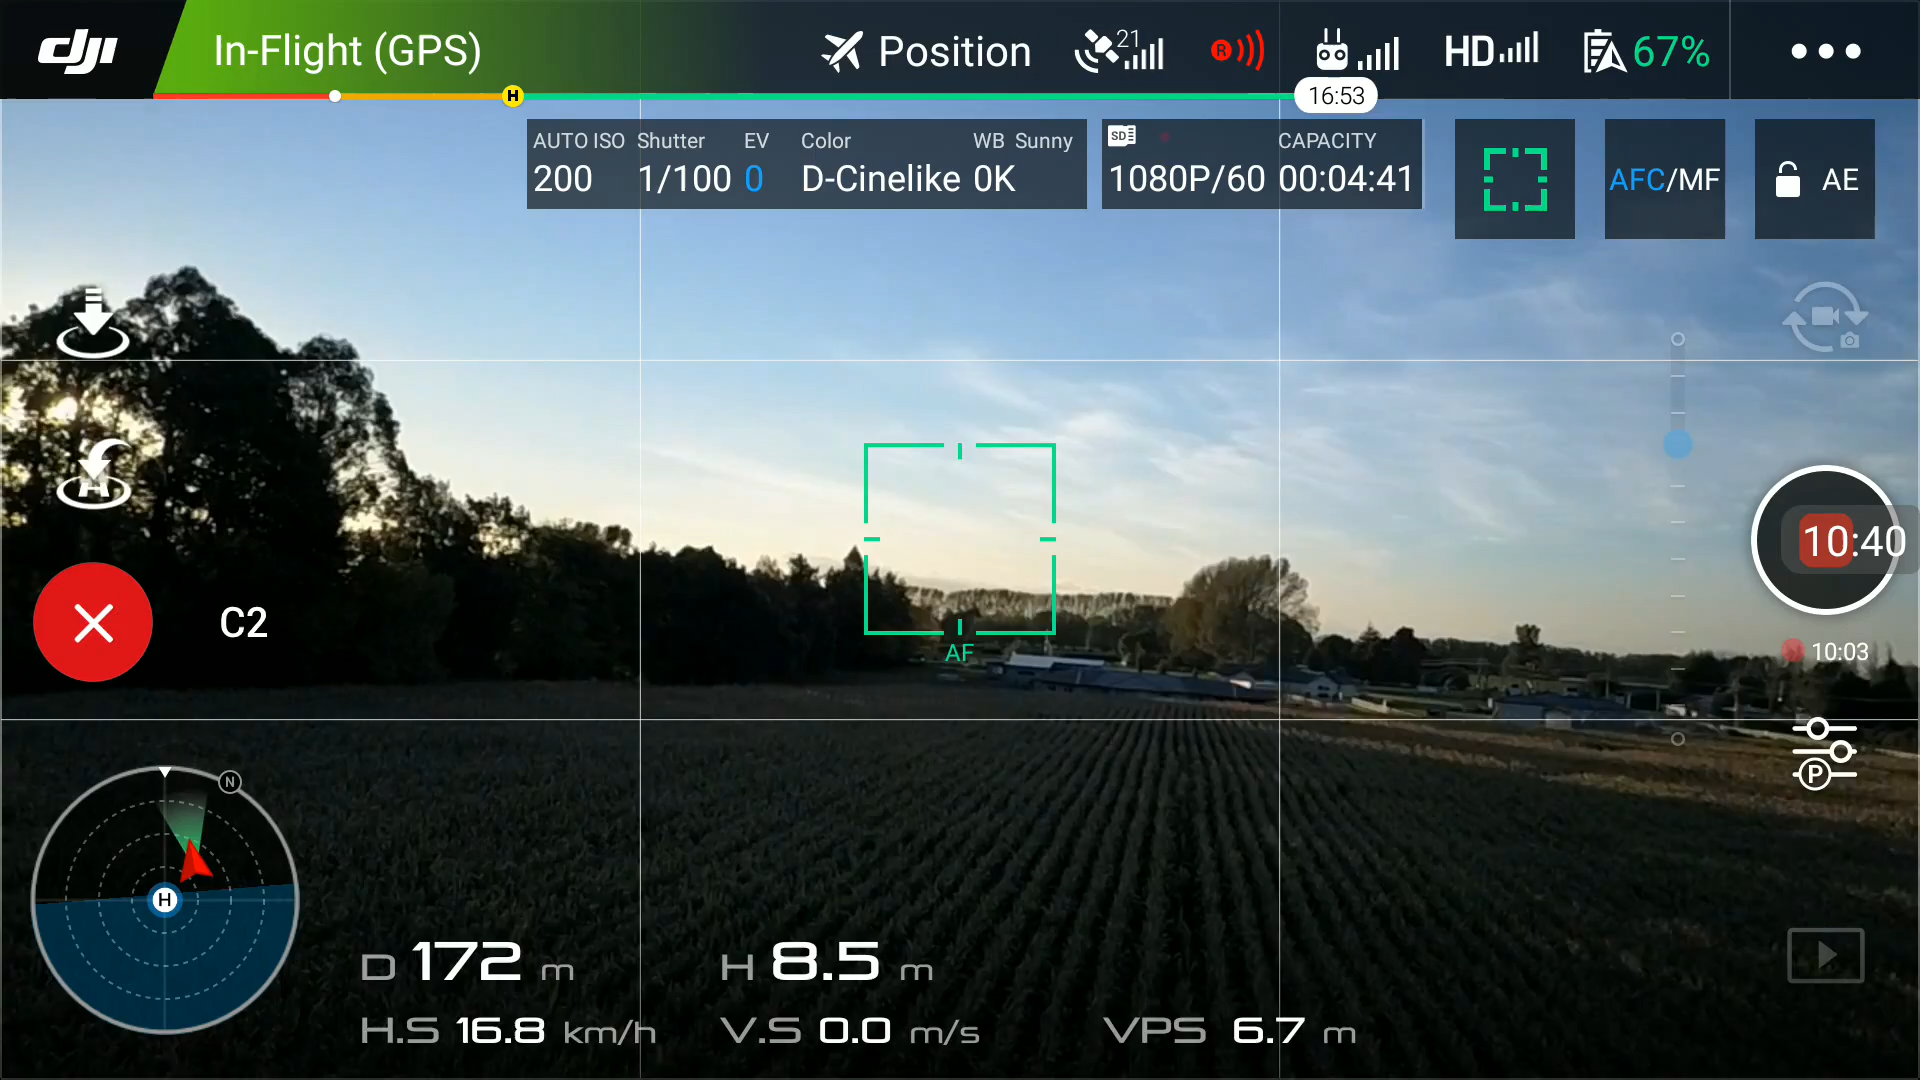 dji
In-Flight (GPS)
Position
21
R
HD
67%
H
16:53
AUTO ISO Shutter EV Color WB Sunny
200 1/100 0 D-Cinelike 0K
SD CAPACITY
1080P/60 00:04:41
AFC/MF
AE
H
10:40
C2
AF
10:03
P
N
H
D 172 m H 8.5 m
H.S 16.8 km/h V.S 0.0 m/s VPS 6.7 m